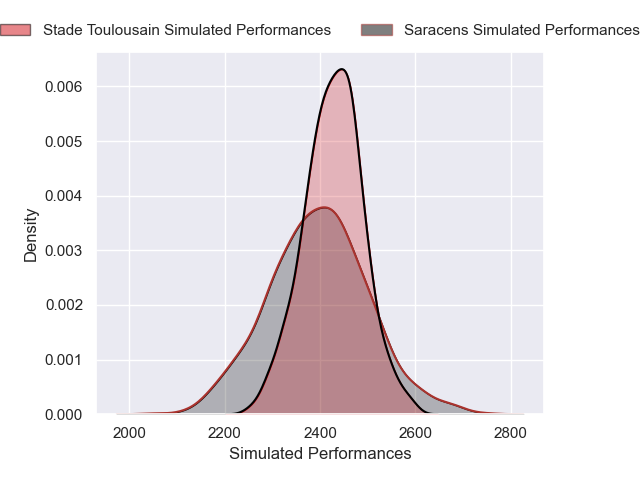 Stade Toulousain Simulated Performances Saracens Simulated Performances
0.006
0.005
0.004
0.003
0.002
0.001
0.000
Density
2000 2200 2400 2600 2800
Simulated Performances